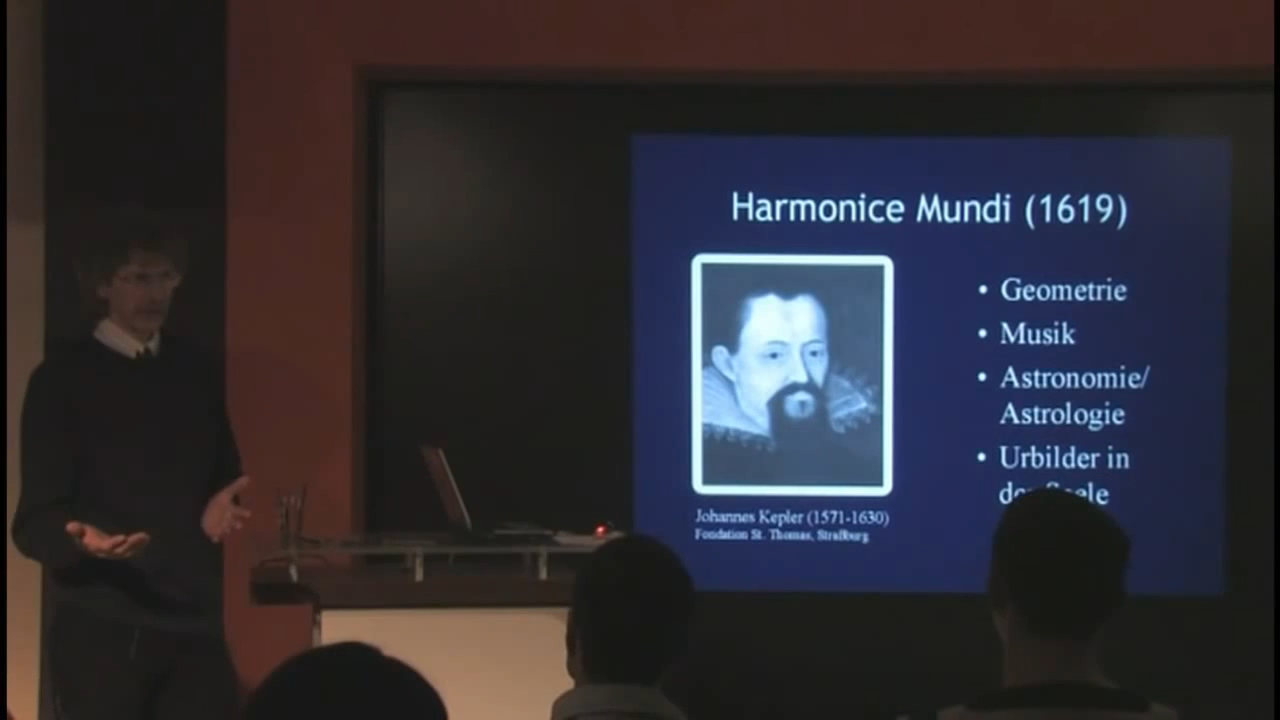 Harmonice Mundi (1619)
• Geometrie
• Musik
• Astronomie/
Astrologie
• Urbilder in
Johannes Kepler (1571-1630)
Fondation St. Thomas, Straßburg